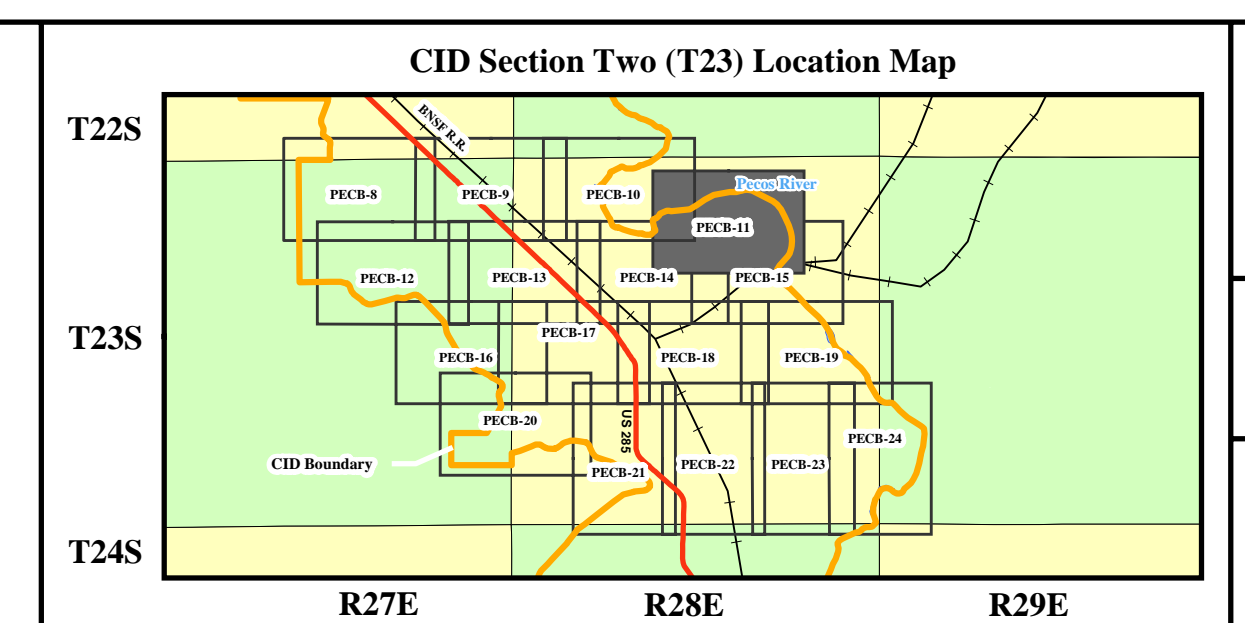 CID Section Two (T23) Location Map
T22S
BNSF R.R.
Pecos River
PECB-8
PECB-9
PECB-10
PECB-11
PECB-12
PECB-13
PECB-14
PECB-15
T23S
PECB-17
PECB-16
PECB-18
PECB-19
US 285
PECB-20
PECB-24
CID Boundary
PECB-21
PECB-22
PECB-23
T24S
R27E
R28E
R29E